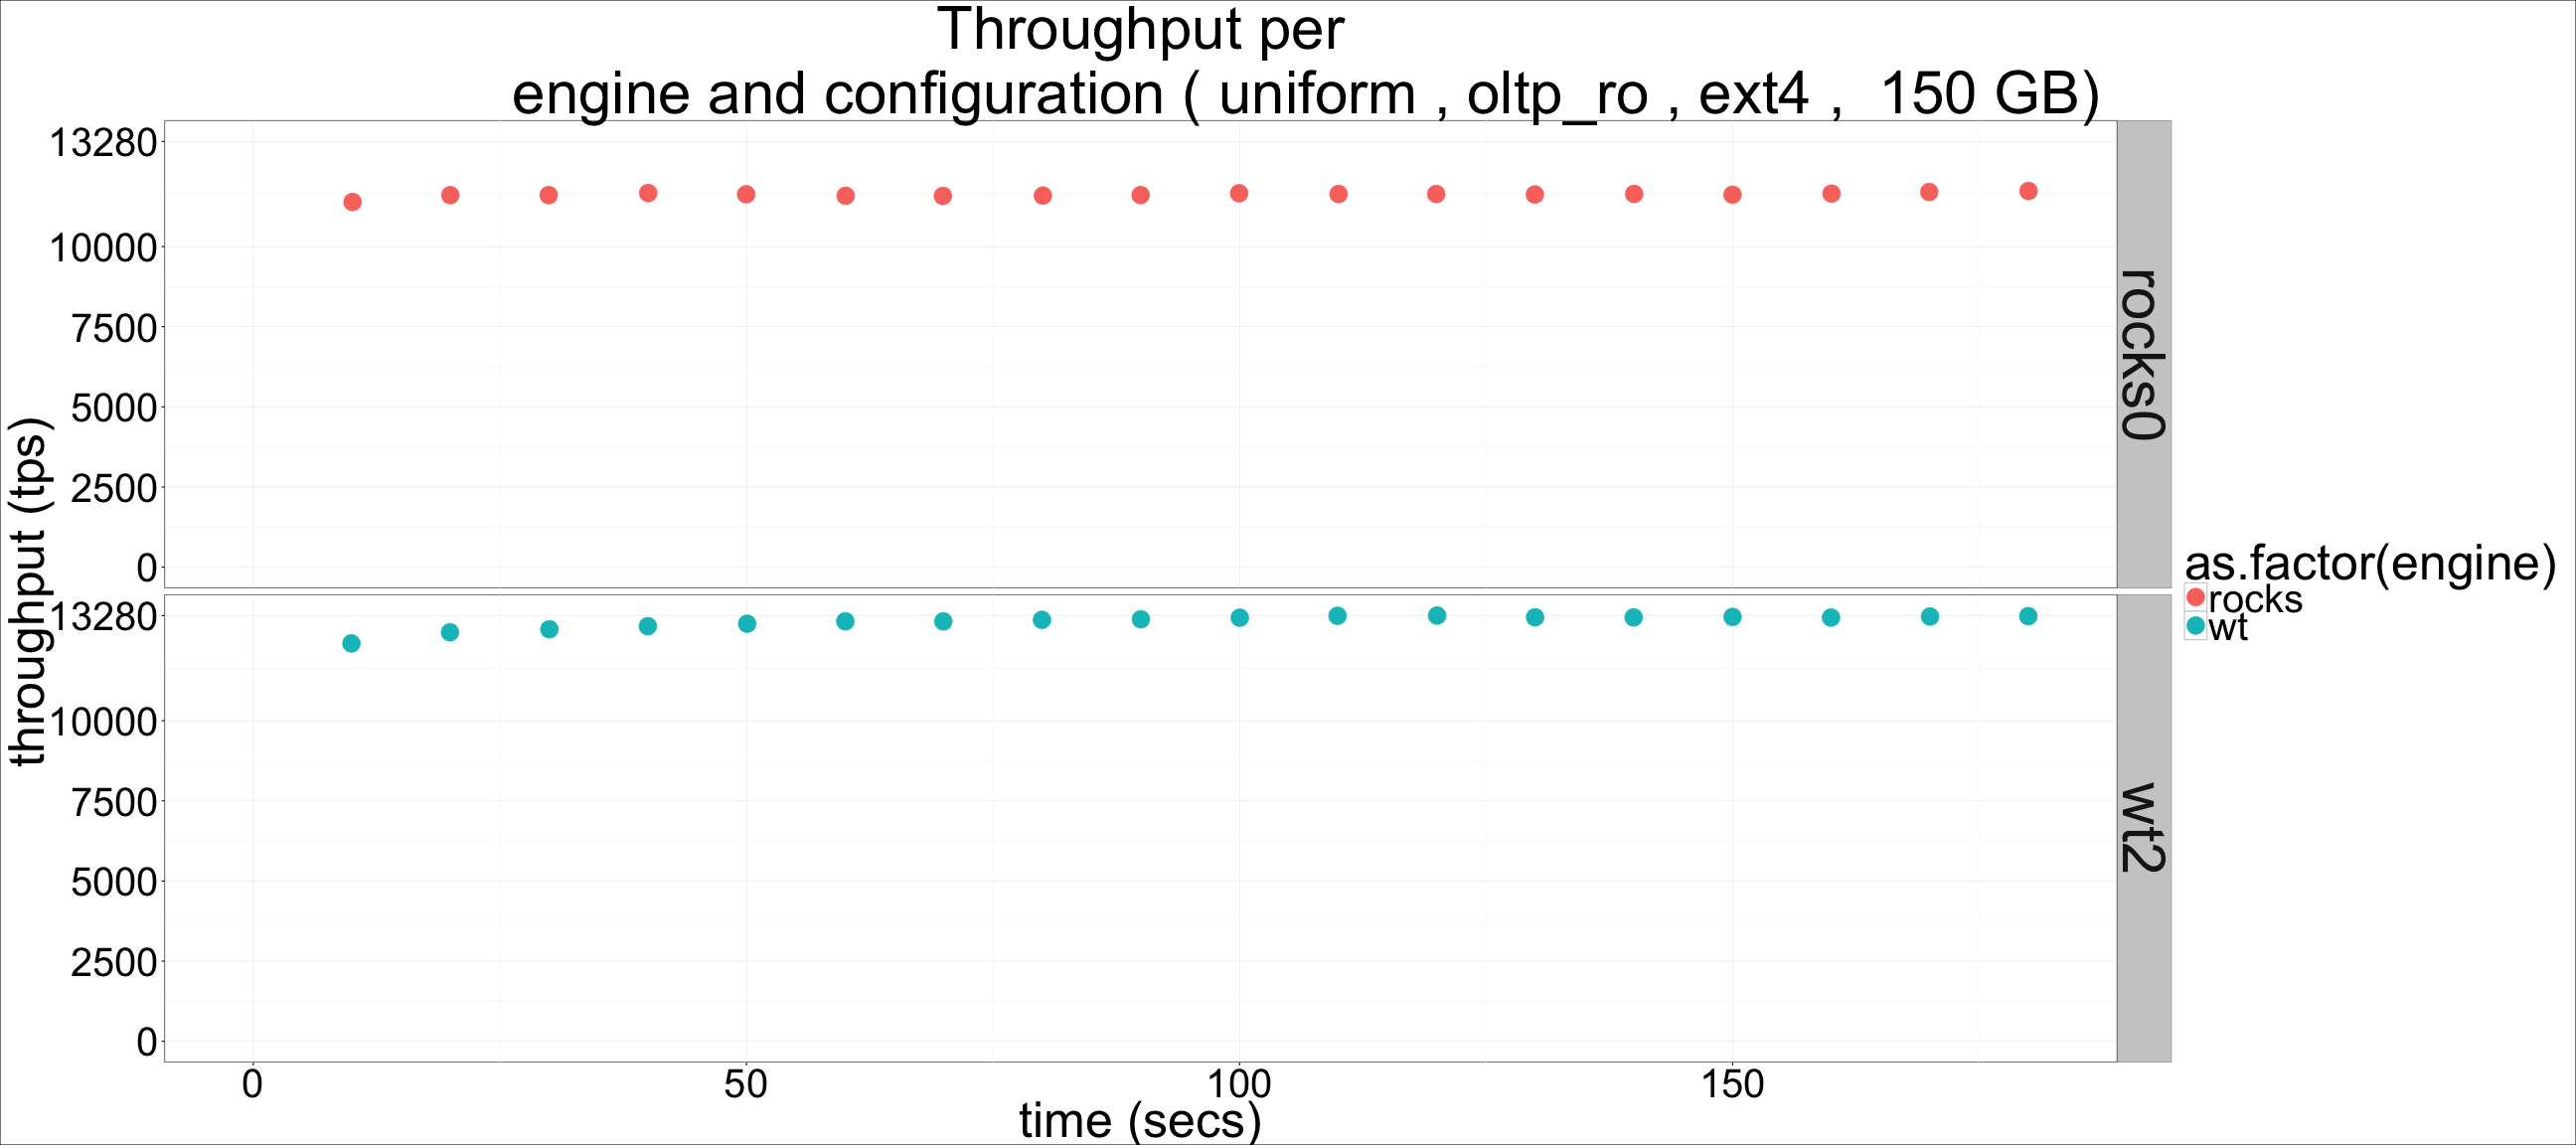 Throughput per
engine and configuration ( uniform , oltp_ro , ext4 ,  150 GB)
throughput (tps)
13280
10000
7500
5000
2500
0
rocks0
13280
10000
7500
5000
2500
0
wt2
0 50 100 150
time (secs)
as.factor(engine)
rocks
wt